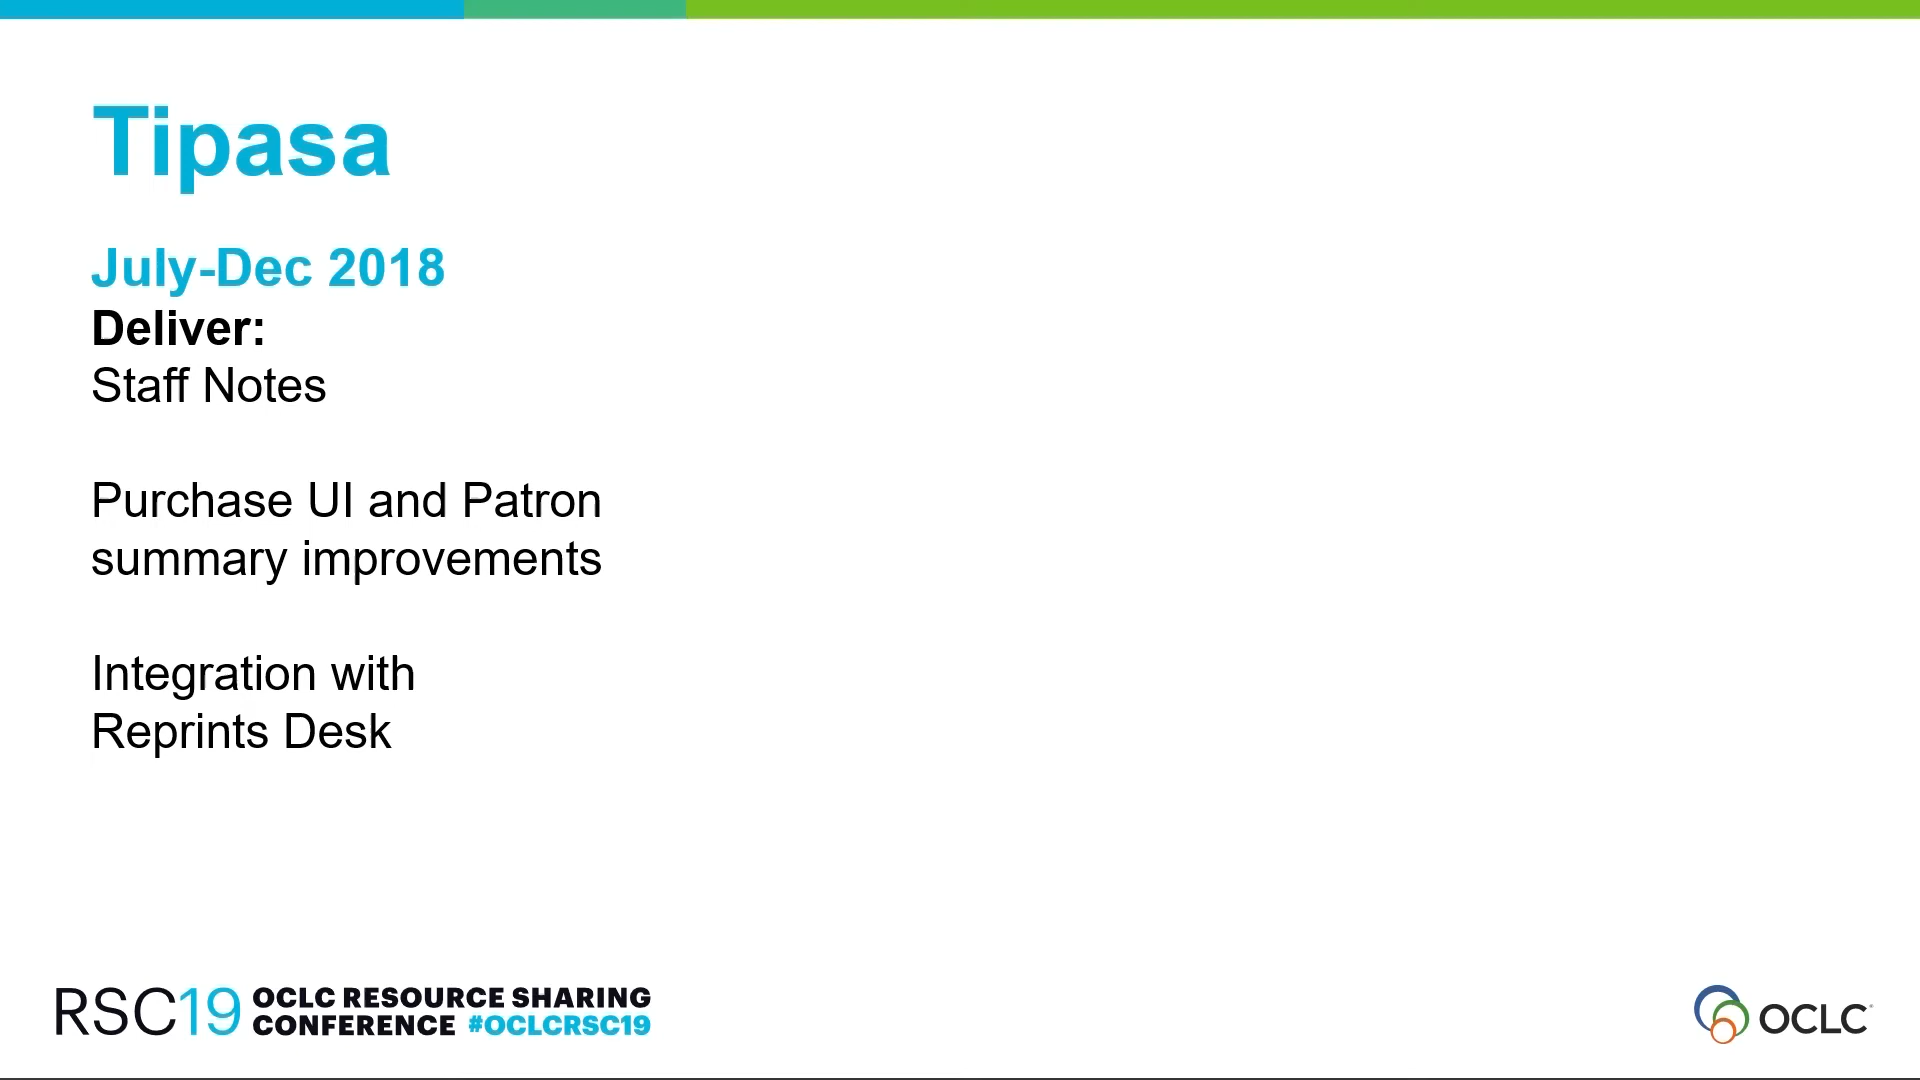 Tipasa
July-Dec 2018
Deliver:
Staff Notes
Purchase UI and Patron
summary improvements
Integration with
Reprints Desk
RSC19 OCLC RESOURCE SHARING
CONFERENCE #OCLCRSC19
OCLC